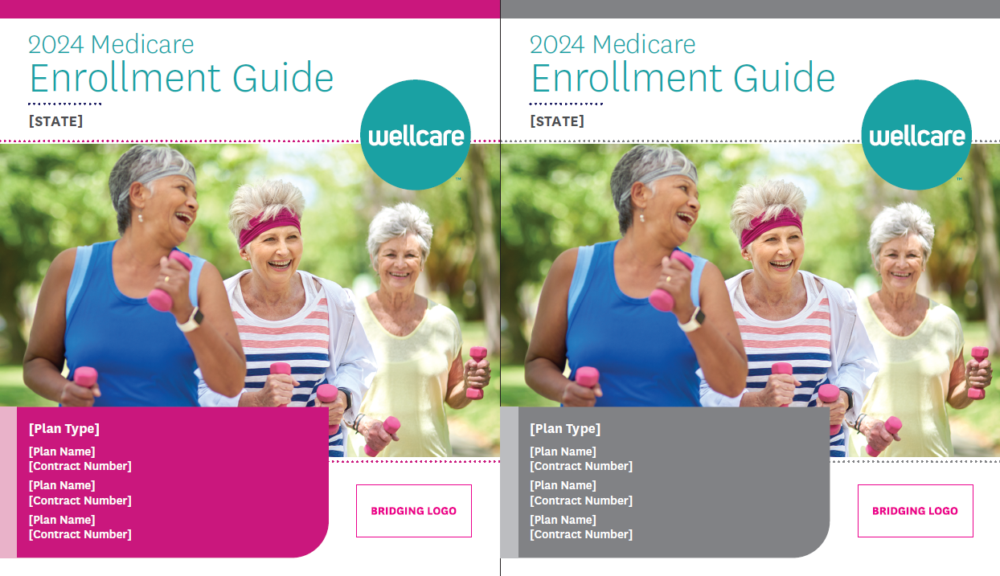 2024 Medicare
Enrollment Guide
[STATE]
wellcare
™
[Plan Type]
[Plan Name]
[Contract Number]
[Plan Name]
[Contract Number]
[Plan Name]
[Contract Number]
BRIDGING LOGO
2024 Medicare
Enrollment Guide
[STATE]
wellcare
™
[Plan Type]
[Plan Name]
[Contract Number]
[Plan Name]
[Contract Number]
[Plan Name]
[Contract Number]
BRIDGING LOGO